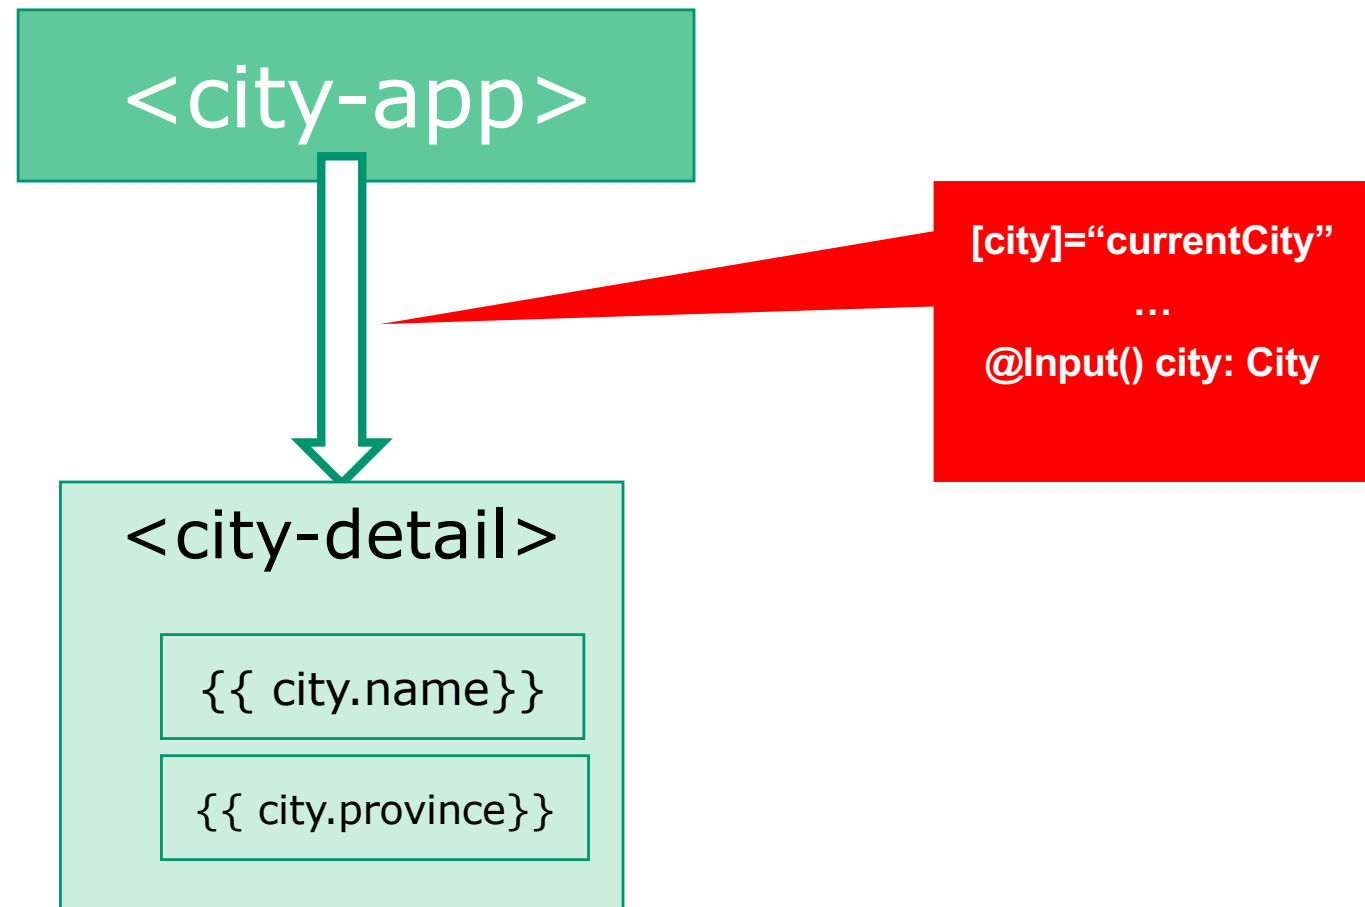 <city-app>
[city]=“currentCity”
…
@Input() city: City
<city-detail>
{{ city.name}}
{{ city.province}}